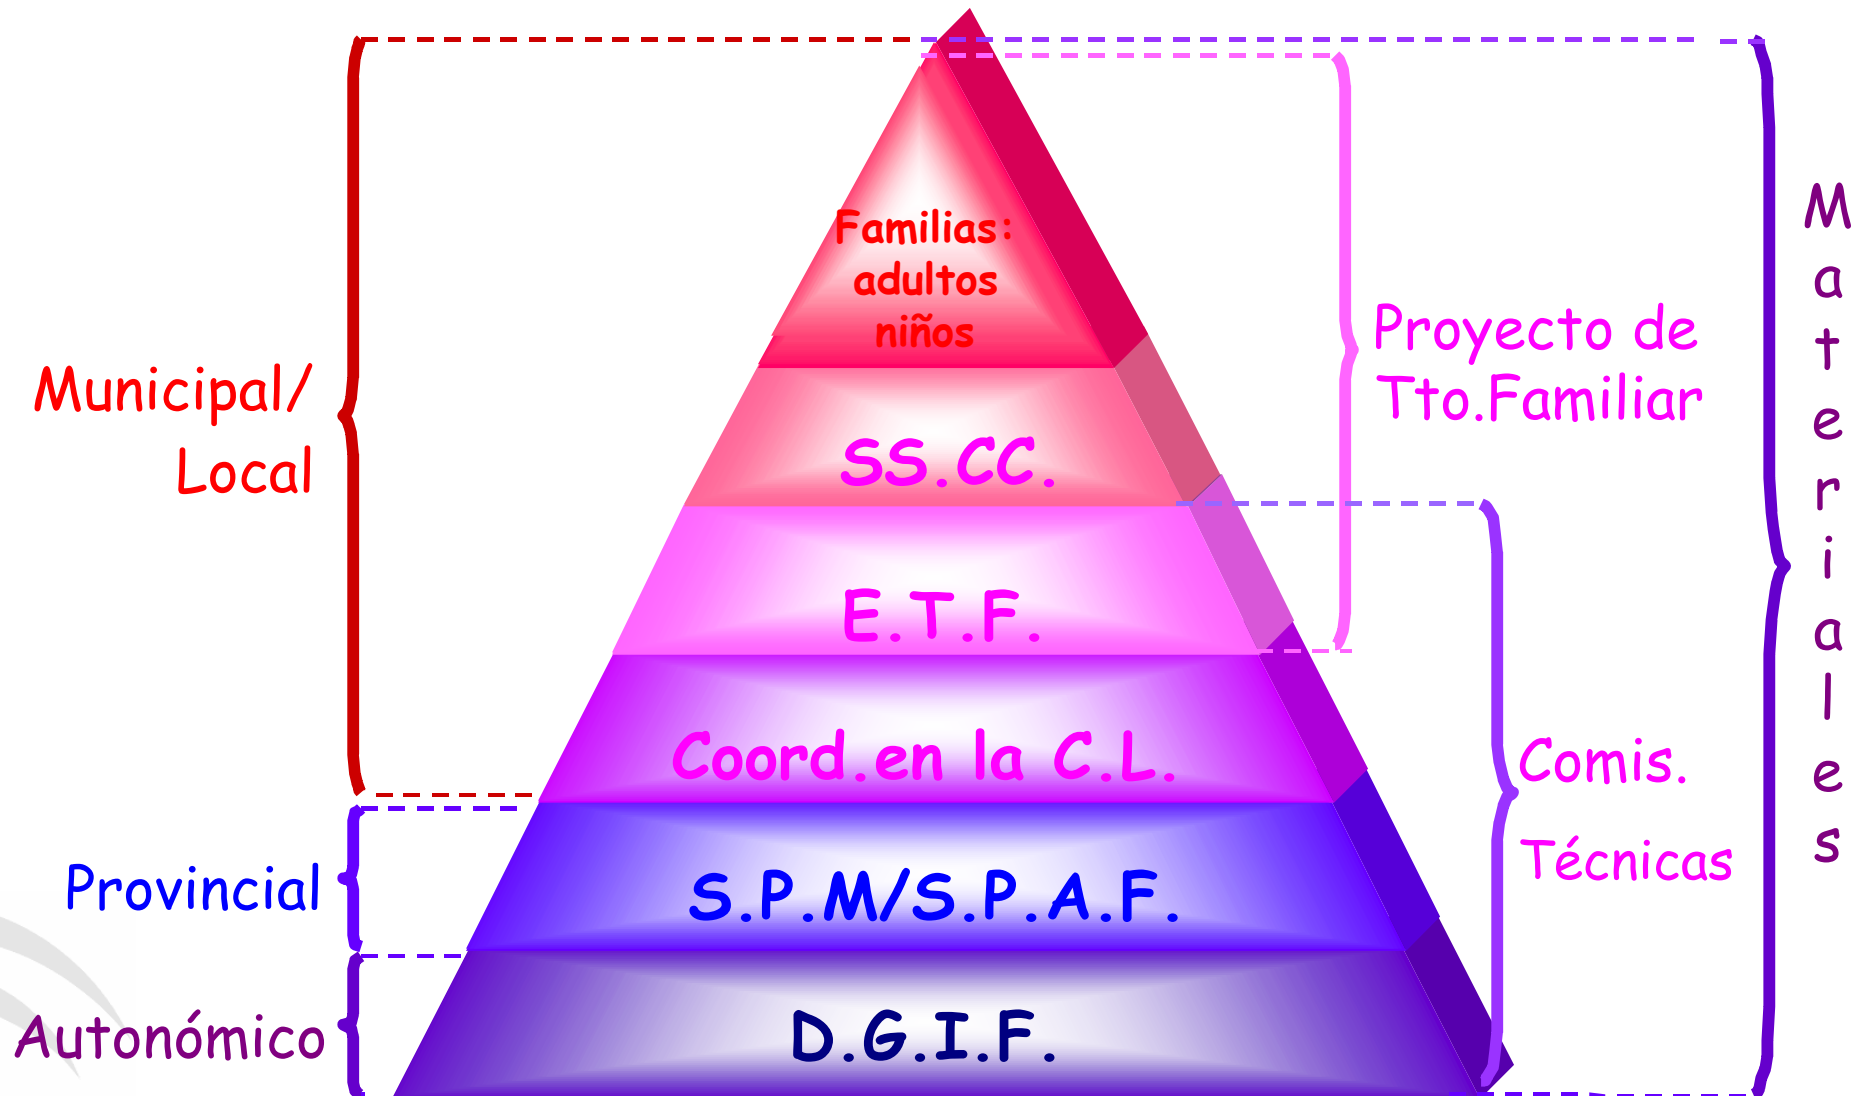 Familias:
adultos
niños
SS.CC.
E.T.F.
Coord.en la C.L.
S.P.M/S.P.A.F.
D.G.I.F.
Municipal/
Local
Provincial
Autonómico
Proyecto de
Tto.Familiar
Comis.
Técnicas
M
a
t
e
r
i
a
l
e
s